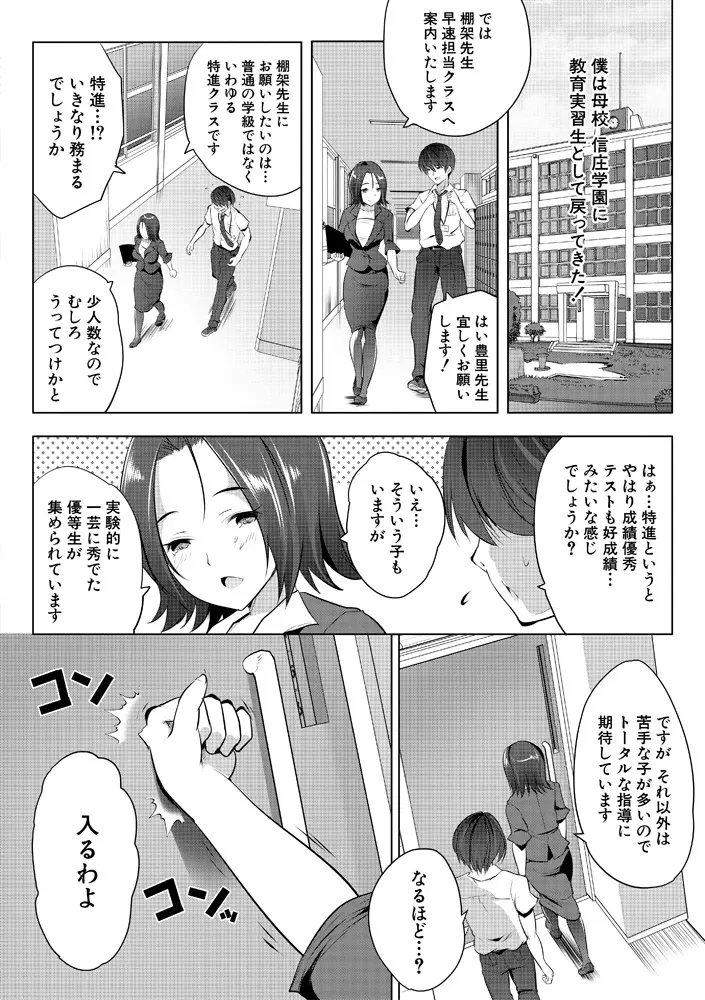 僕は母校 信庄学園に
教育実習生として戻ってきた!
では
棚架先生
早速担当クラスへ
案内いたします
はい豊里先生
宜しくお願い
します!
棚架先生に
お願いしたいのは…
普通の学級ではなく
いわゆる
特進クラスです
特進…!?
いきなり務まる
でしょうか
少人数なので
むしろ
うってつけかと
はぁ…特進というと
やはり成績優秀
テストも好成績…
みたいな感じ
でしょうか?
いえ…
そういう子も
いますが
実験的に
一芸に秀でた
優等生が
集められています
ですが それ以外は
苦手な子が多いので
トータルな指導に
期待しています
なるほど…?
コンッ
コンッ
入るわよ